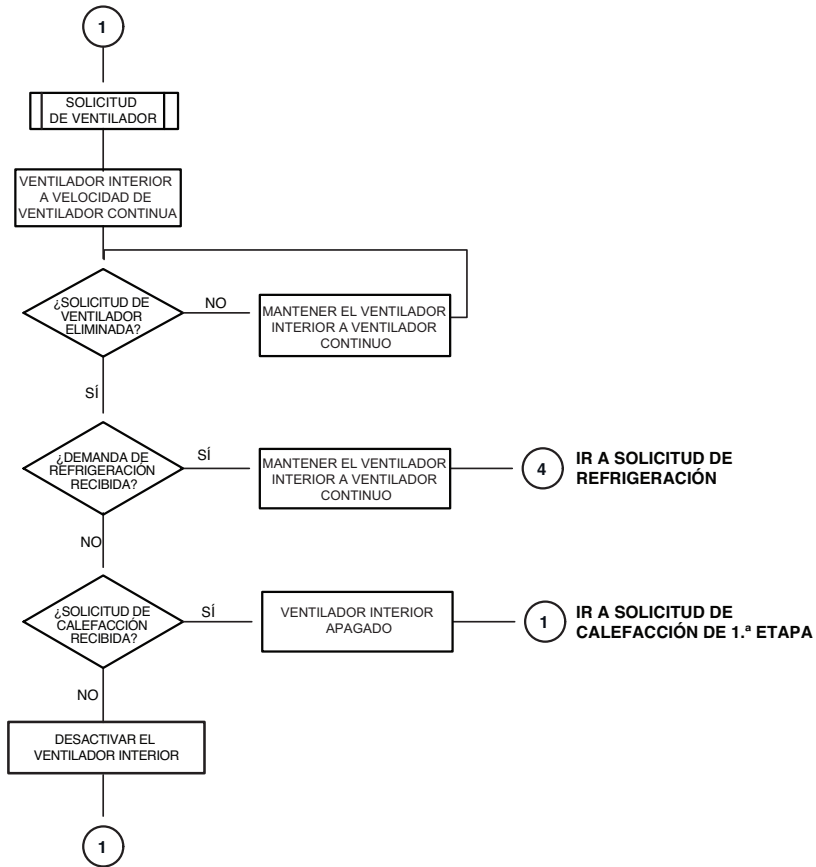 1
SOLICITUD
DE VENTILADOR
VENTILADOR INTERIOR
A VELOCIDAD DE
VENTILADOR CONTINUA
¿SOLICITUD DE
VENTILADOR
ELIMINADA?
NO
MANTENER EL VENTILADOR
INTERIOR A VENTILADOR
CONTINUO
SÍ
¿DEMANDA DE
REFRIGERACIÓN
RECIBIDA?
SÍ
MANTENER EL VENTILADOR
INTERIOR A VENTILADOR
CONTINUO
4
IR A SOLICITUD DE
REFRIGERACIÓN
NO
¿SOLICITUD DE
CALEFACCIÓN
RECIBIDA?
SÍ
VENTILADOR INTERIOR
APAGADO
1
IR A SOLICITUD DE
CALEFACCIÓN DE 1.ª ETAPA
NO
DESACTIVAR EL
VENTILADOR INTERIOR
1